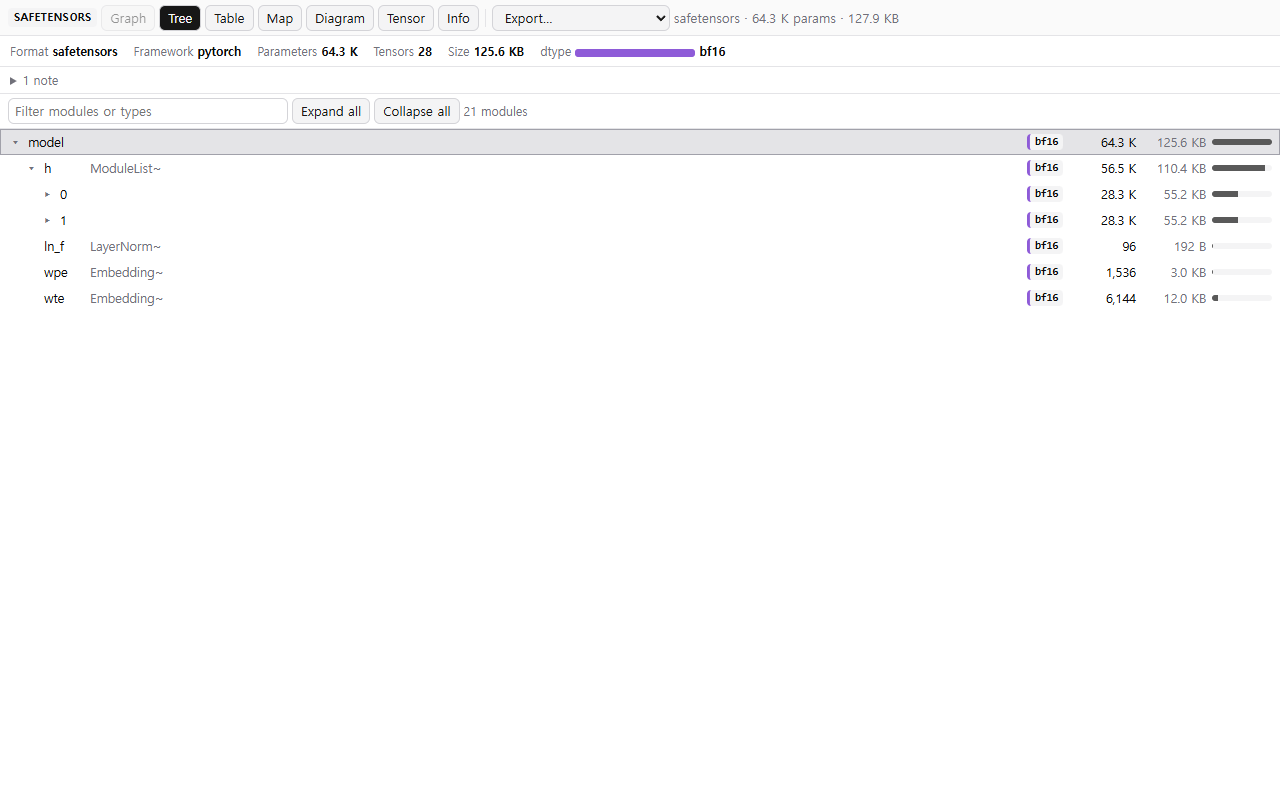 SAFETENSORS Graph Tree Table Map Diagram Tensor Info Export... safetensors · 64.3 K params · 127.9 KB
Format safetensors Framework pytorch Parameters 64.3 K Tensors 28 Size 125.6 KB dtype bf16
1 note
Filter modules or types Expand all Collapse all 21 modules
model bf16 64.3 K 125.6 KB
h ModuleList~ bf16 56.5 K 110.4 KB
0 bf16 28.3 K 55.2 KB
1 bf16 28.3 K 55.2 KB
ln_f LayerNorm~ bf16 96 192 B
wpe Embedding~ bf16 1,536 3.0 KB
wte Embedding~ bf16 6,144 12.0 KB